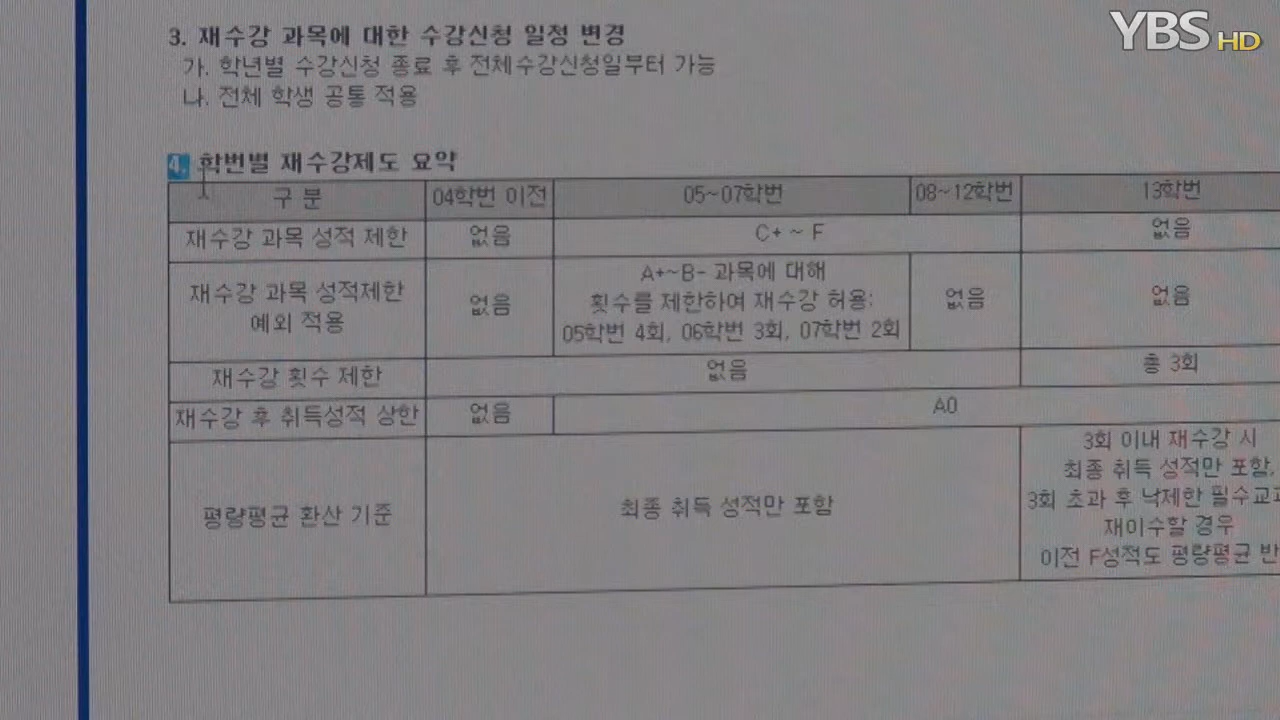 YBS HD
3. 재수강 과목에 대한 수강신청 일정 변경
가. 학년별 수강신청 종료 후 전체수강신청일부터 가능
나. 전체 학생 공통 적용
4. 학번별 재수강제도 요약
구 분 04학번 이전 05~07학번 08~12학번 13학번
재수강 과목 성적 제한 없음 C+ ~ F 없음
재수강 과목 성적제한
예외 적용
없음
A+~B- 과목에 대해
횟수를 제한하여 재수강 허용:
05학번 4회, 06학번 3회, 07학번 2회
없음
없음
재수강 횟수 제한 없음 총 3회
재수강 후 취득성적 상한 없음 A0
평량평균 환산 기준
최종 취득 성적만 포함
3회 이내 재수강 시
최종 취득 성적만 포함,
3회 초과 후 낙제한 필수교과
재이수할 경우
이전 F성적도 평량평균 반